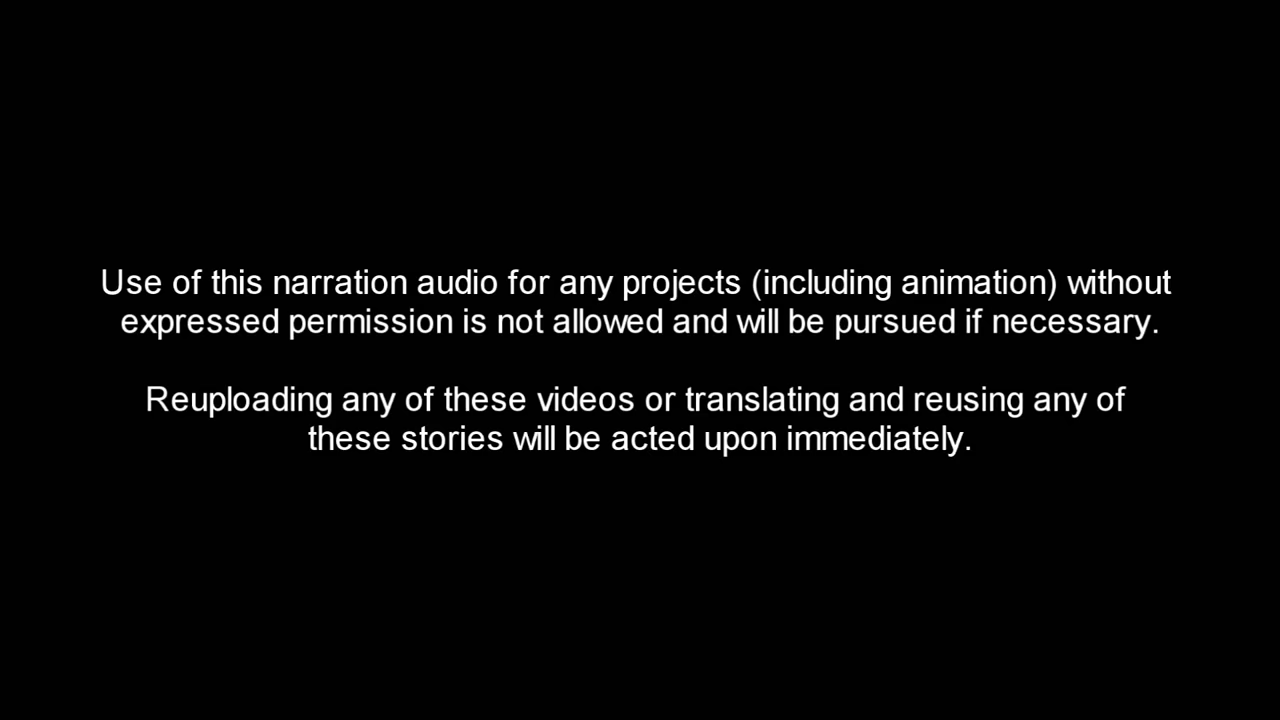 Use of this narration audio for any projects (including animation) without
expressed permission is not allowed and will be pursued if necessary.
Reuploading any of these videos or translating and reusing any of
these stories will be acted upon immediately.